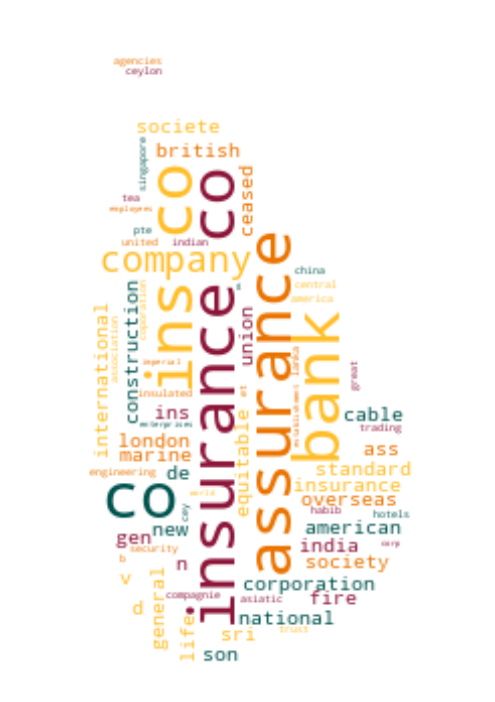 agencies
ceylon
societe
british
singapore
co
co
ceased
tea
employees
pte
united
indian
company
assurance
china
central
america
international
association
construction
coporation
ins
insurance
union
bank
imperial
lanka
great
insulated
ins
enterprises
et
establishment
cable
trading
london
marine
equitable
ass
engineering
de
standard
insurance
co
world
overseas
cey
habib
hotels
new
american
gen
india
corp
security
b
n
society
v
corporation
compagnie
asiatic
fire
d
general
life
national
sri
trust
son